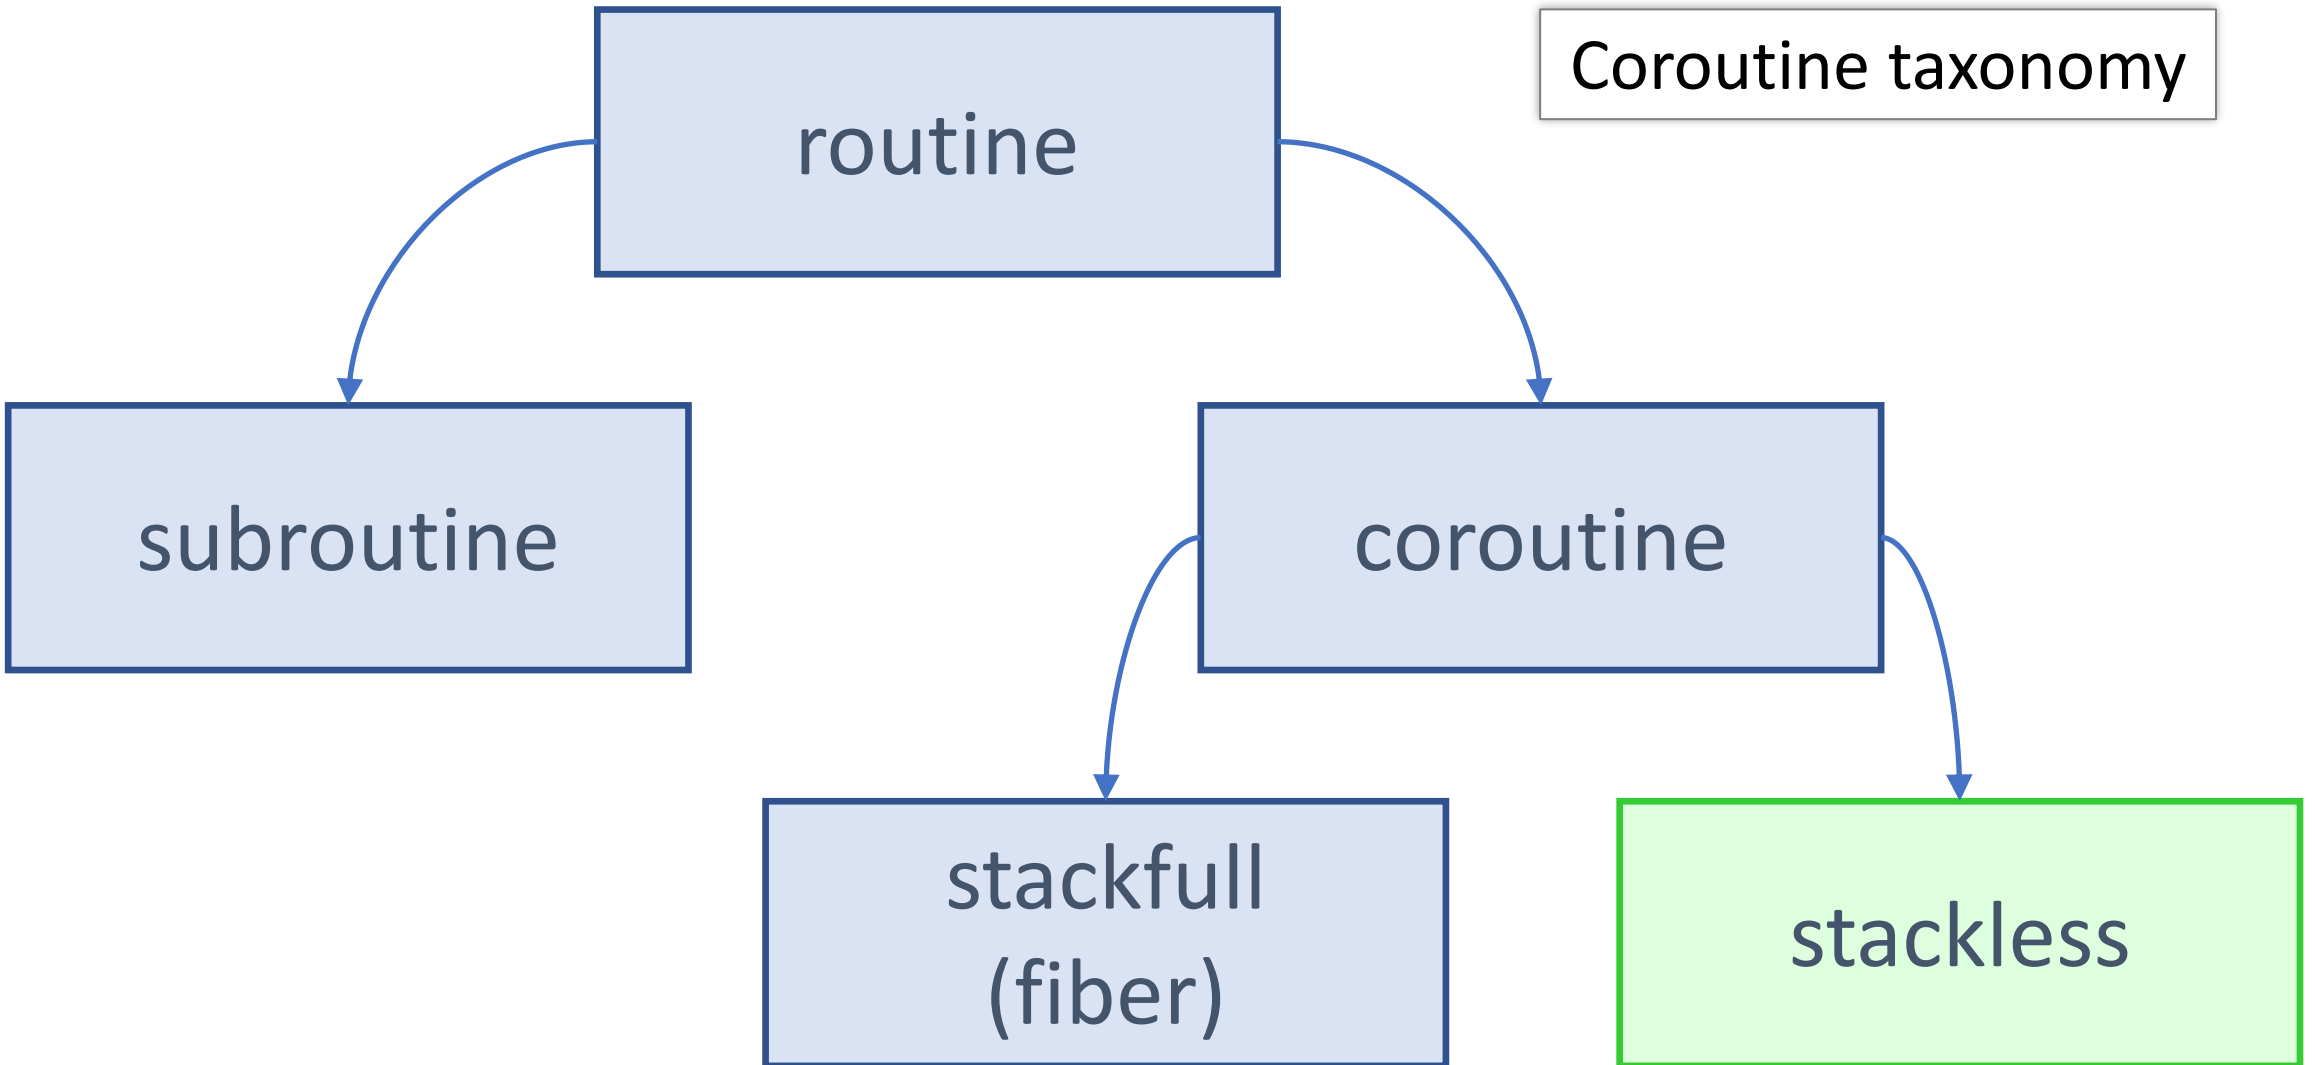 Coroutine taxonomy
routine
subroutine
coroutine
stackfull
(fiber)
stackless